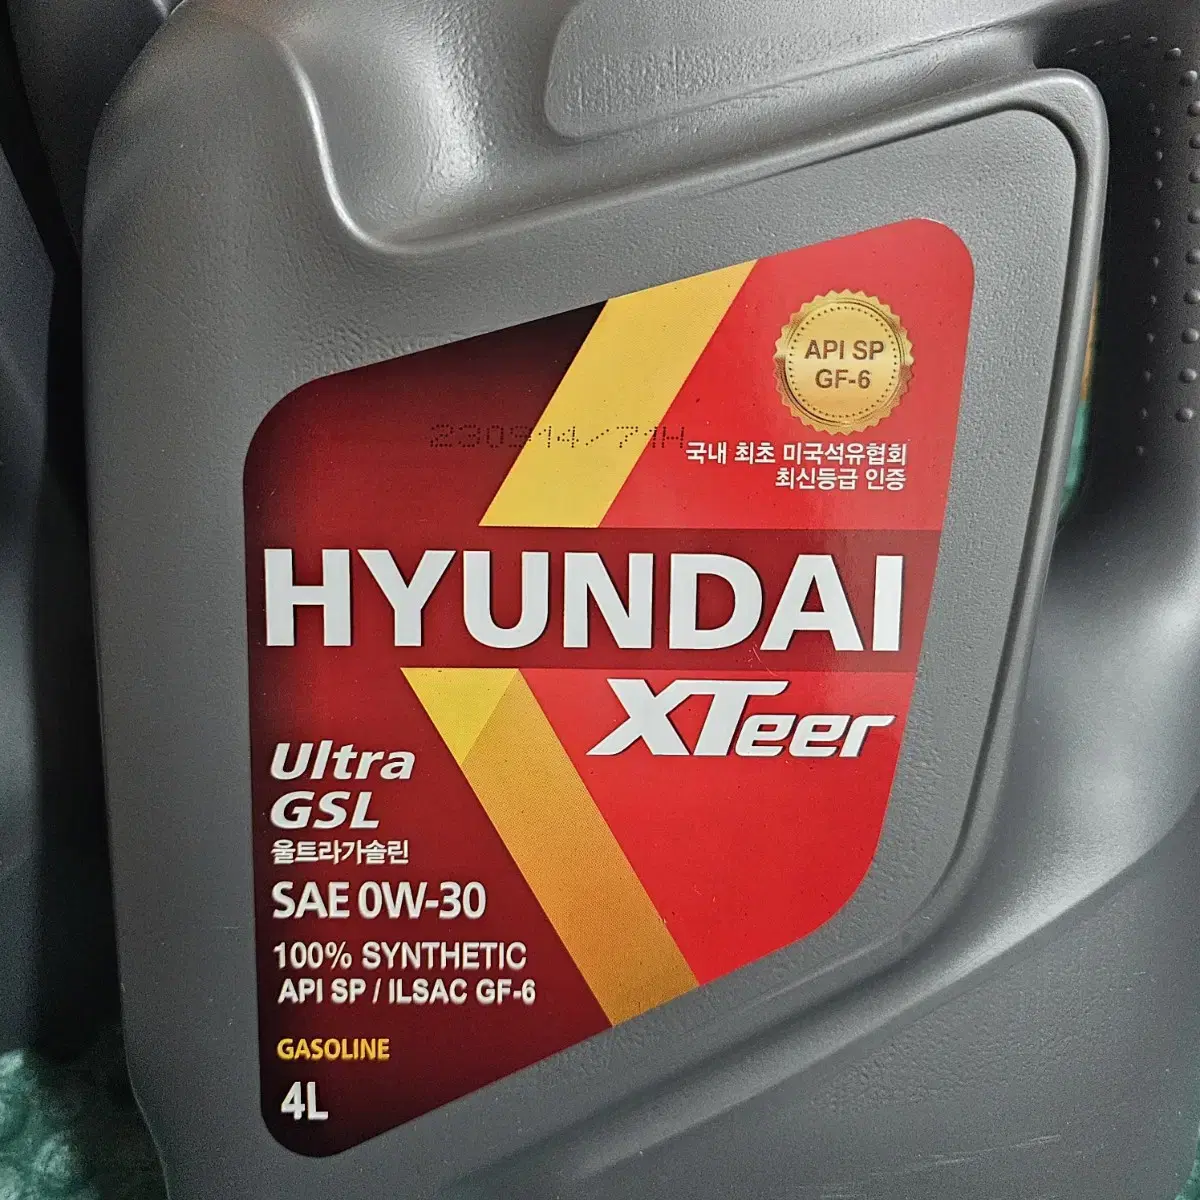 API SP
GF-6
230914/71H
국내 최초 미국석유협회
최신등급 인증
HYUNDAI
XTeer
Ultra
GSL
울트라가솔린
SAE 0W-30
100% SYNTHETIC
API SP / ILSAC GF-6
GASOLINE
4L